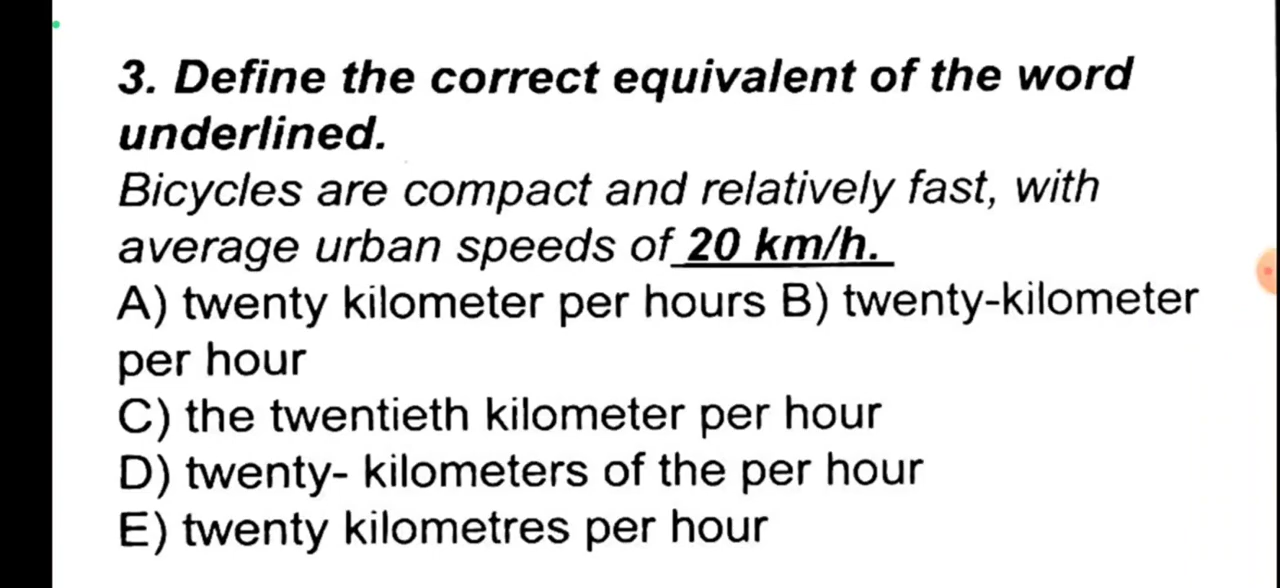 3. Define the correct equivalent of the word
underlined.
Bicycles are compact and relatively fast, with
average urban speeds of 20 km/h.
A) twenty kilometer per hours B) twenty-kilometer
per hour
C) the twentieth kilometer per hour
D) twenty- kilometers of the per hour
E) twenty kilometres per hour